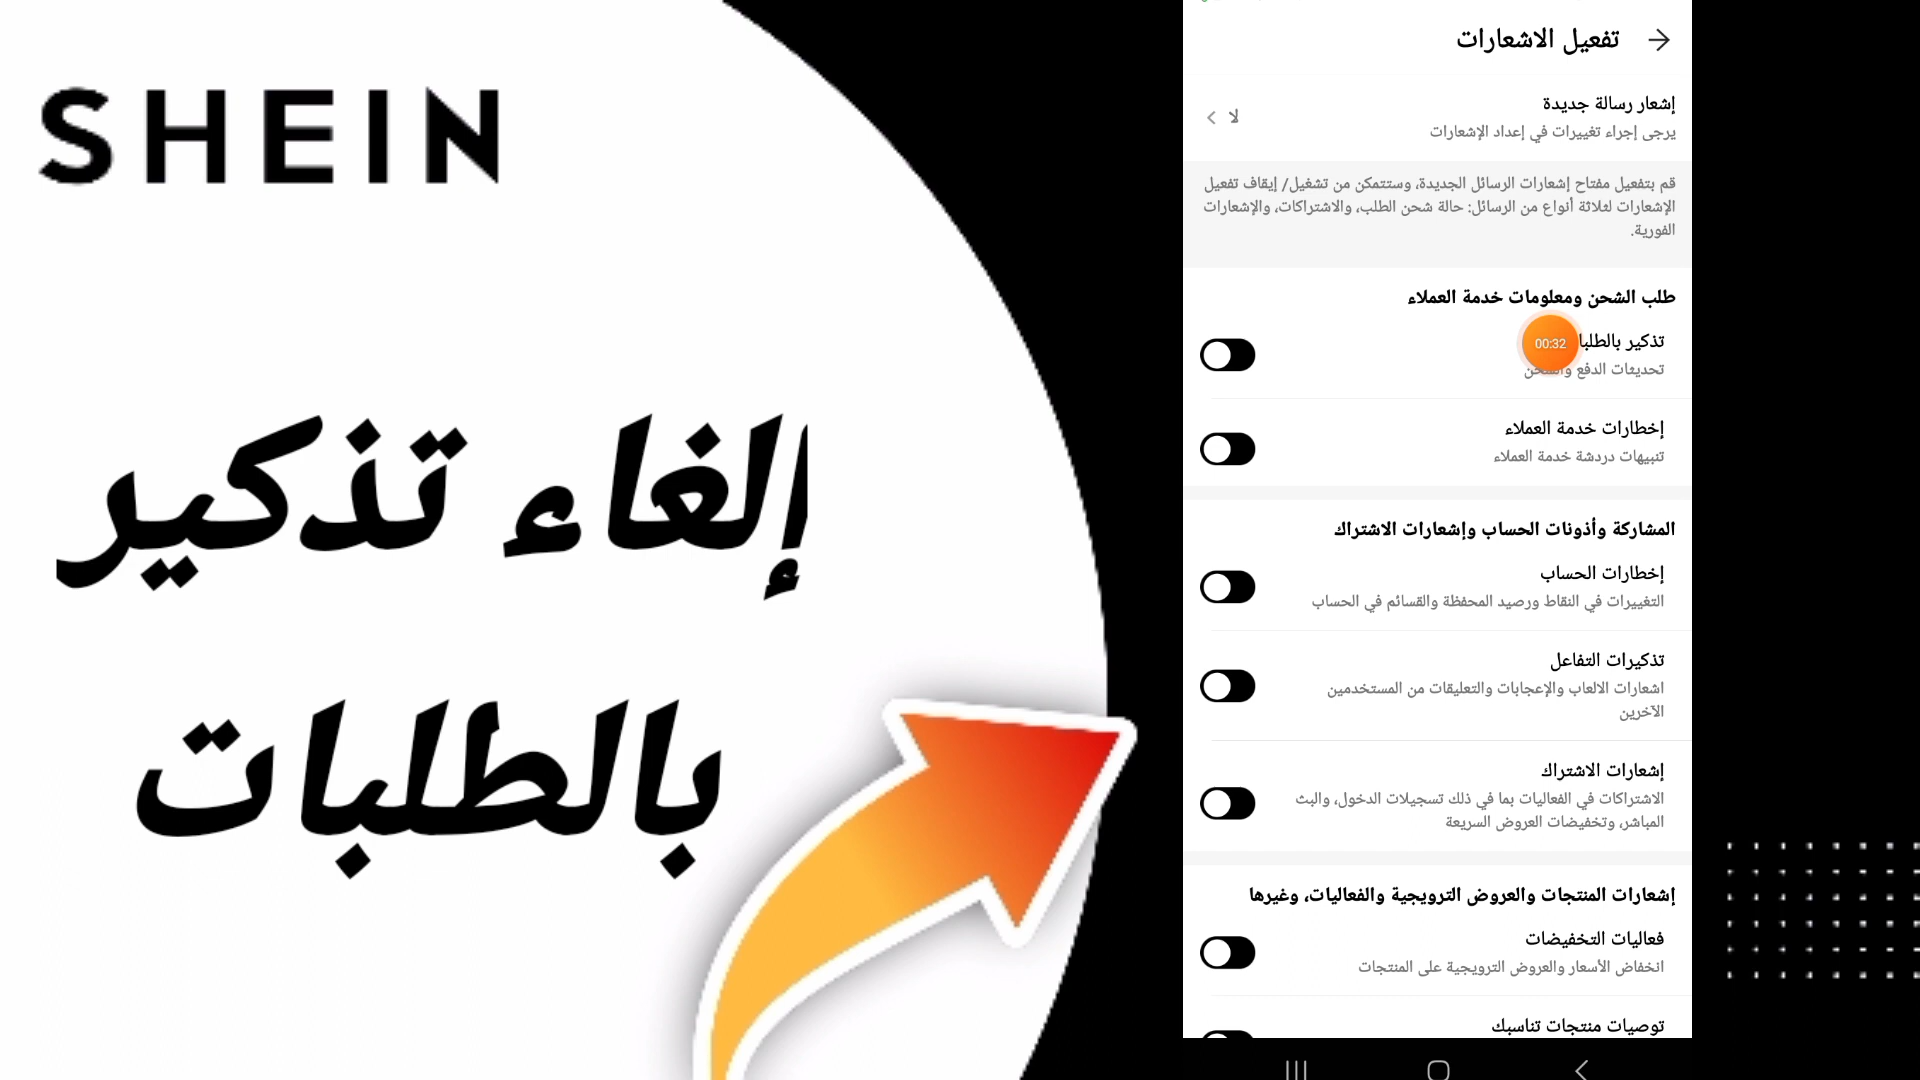 SHEIN
إلغاء تذكير
بالطلبات
تفعيل الاشعارات
إشعار رسالة جديدة
لا
يرجى إجراء تغييرات في إعداد الإشعارات
قم بتفعيل مفتاح إشعارات الرسائل الجديدة، وستتمكن من تشغيل/ إيقاف تفعيل
الإشعارات لثلاثة أنواع من الرسائل: حالة شحن الطلب، والاشتراكات، والإشعارات
الفورية.
طلب الشحن ومعلومات خدمة العملاء
تذكير
00:32
تحديثات الدفع
إخطارات خدمة العملاء
تنبيهات دردشة خدمة العملاء
المشاركة وأذونات الحساب وإشعارات الاشتراك
إخطارات الحساب
التغييرات في النقاط ورصيد المحفظة والقسائم في الحساب
تذكيرات التفاعل
اشعارات الالعاب والإعجابات والتعليقات من المستخدمين
الآخرين
إشعارات الاشتراك
الاشتراكات في الفعاليات بما في ذلك تسجيلات الدخول، والبث
المباشر، وتخفيضات العروض السريعة
إشعارات المنتجات والعروض الترويجية والفعاليات، وغيرها
فعاليات التخفيضات
انخفاض الأسعار والعروض الترويجية على المنتجات
توصيات منتجات تناسبك